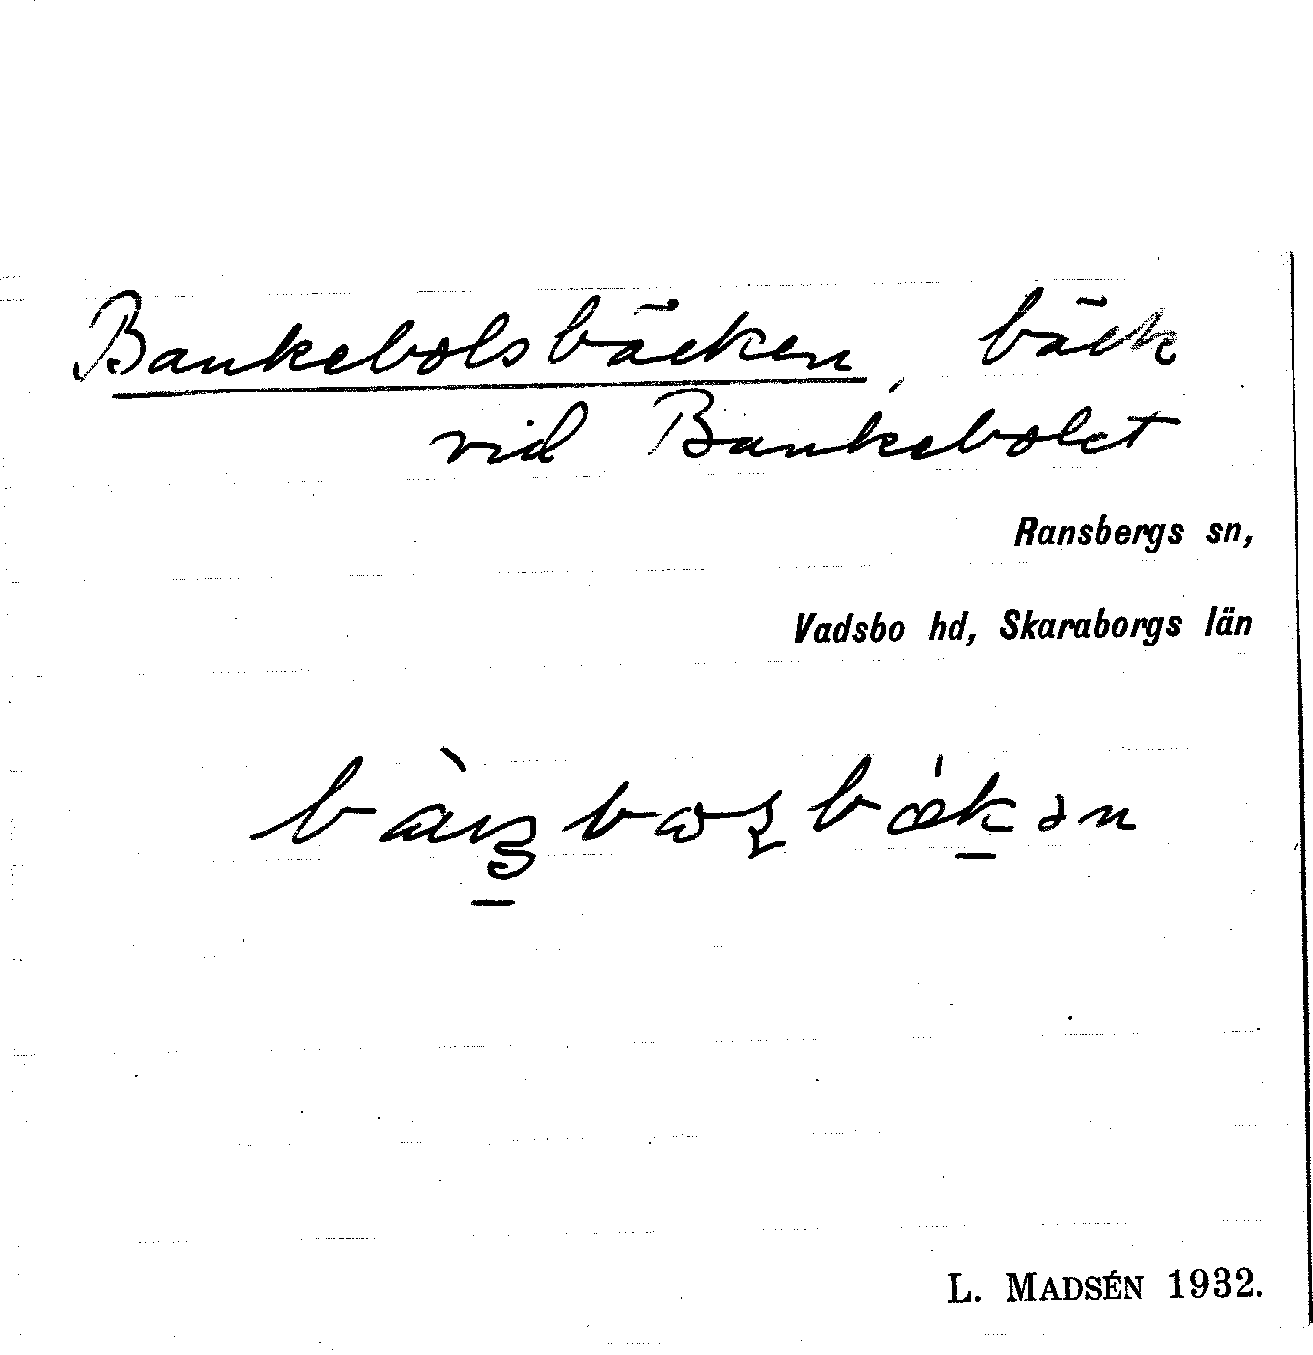 Bankebolsbäcken, bäck
vid Bankebolet
Ransbergs sn,
Vadsbo hd, Skaraborgs län
L. MADSÉN 1932.